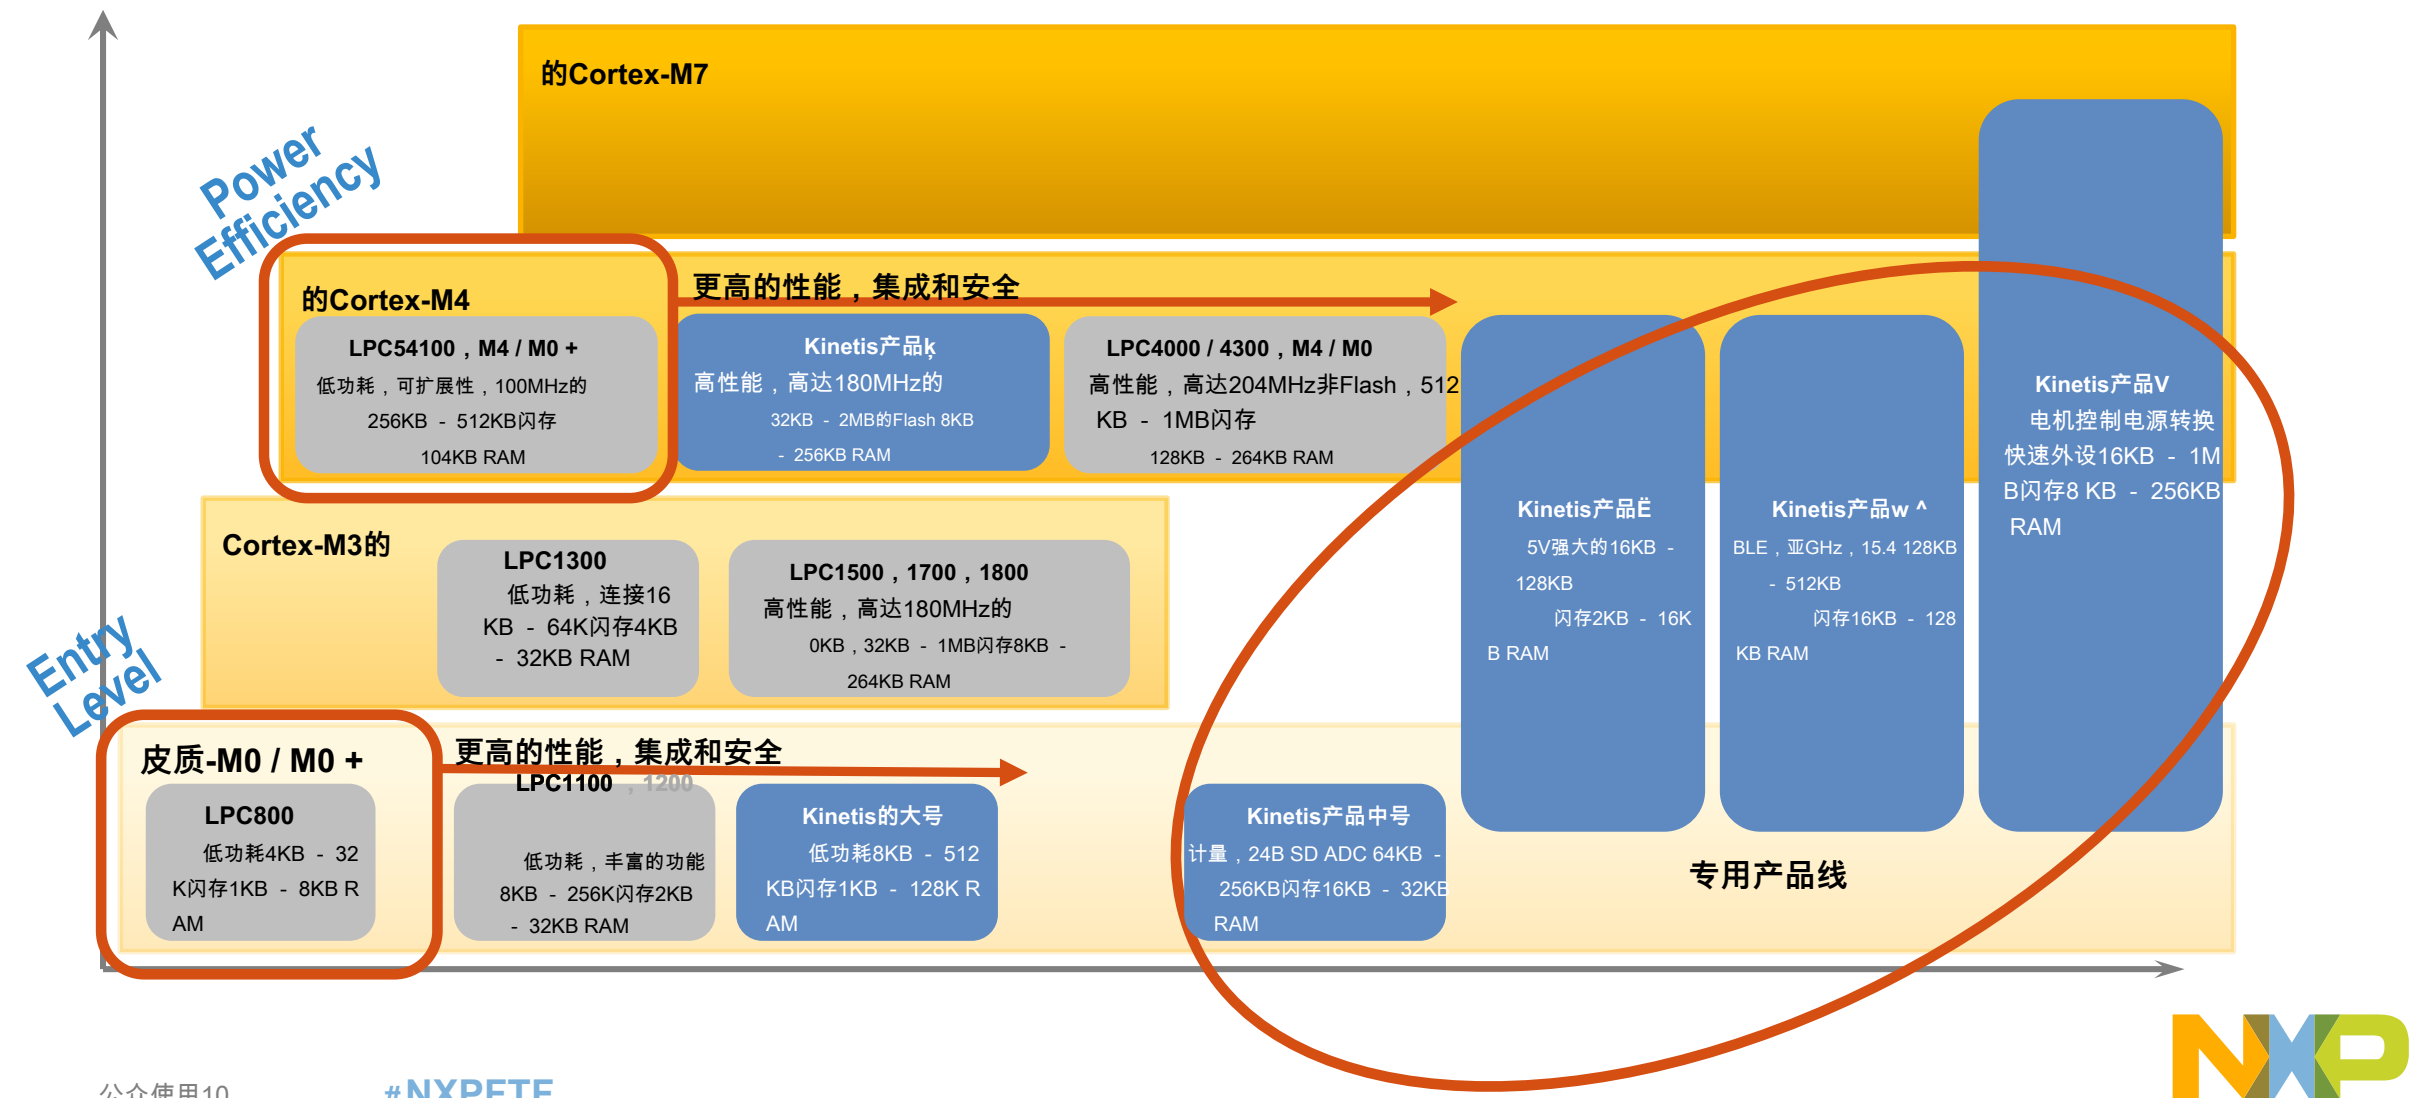 的Cortex-M7
Power
Efficiency
的Cortex-M4
更高的性能，集成和安全
LPC54100，M4 / M0 +
低功耗，可扩展性，100MHz的
256KB - 512KB闪存
104KB RAM
Kinetis产品ķ
高性能，高达180MHz的
32KB - 2MB的Flash 8KB
- 256KB RAM
LPC4000 / 4300，M4 / M0
高性能，高达204MHz非Flash，512
KB - 1MB闪存
128KB - 264KB RAM
Kinetis产品Ë
5V强大的16KB -
128KB
闪存2KB - 16K
B RAM
Kinetis产品w ^
BLE，亚GHz，15.4 128KB
- 512KB
闪存16KB - 128
KB RAM
Kinetis产品V
电机控制电源转换
快速外设16KB - 1M
B闪存8 KB - 256KB
RAM
Cortex-M3的
LPC1300
低功耗，连接16
KB - 64K闪存4KB
- 32KB RAM
LPC1500，1700，1800
高性能，高达180MHz的
0KB，32KB - 1MB闪存8KB -
264KB RAM
Entry
Level
皮质-M0 / M0 +
更高的性能，集成和安全
LPC800
低功耗4KB - 32
K闪存1KB - 8KB R
AM
LPC1100，1200
低功耗，丰富的功能
8KB - 256K闪存2KB
- 32KB RAM
Kinetis的大号
低功耗8KB - 512
KB闪存1KB - 128K R
AM
Kinetis产品中号
计量，24B SD ADC 64KB -
256KB闪存16KB - 32KB
RAM
专用产品线
公众使用10
#NXPFTF
NXP